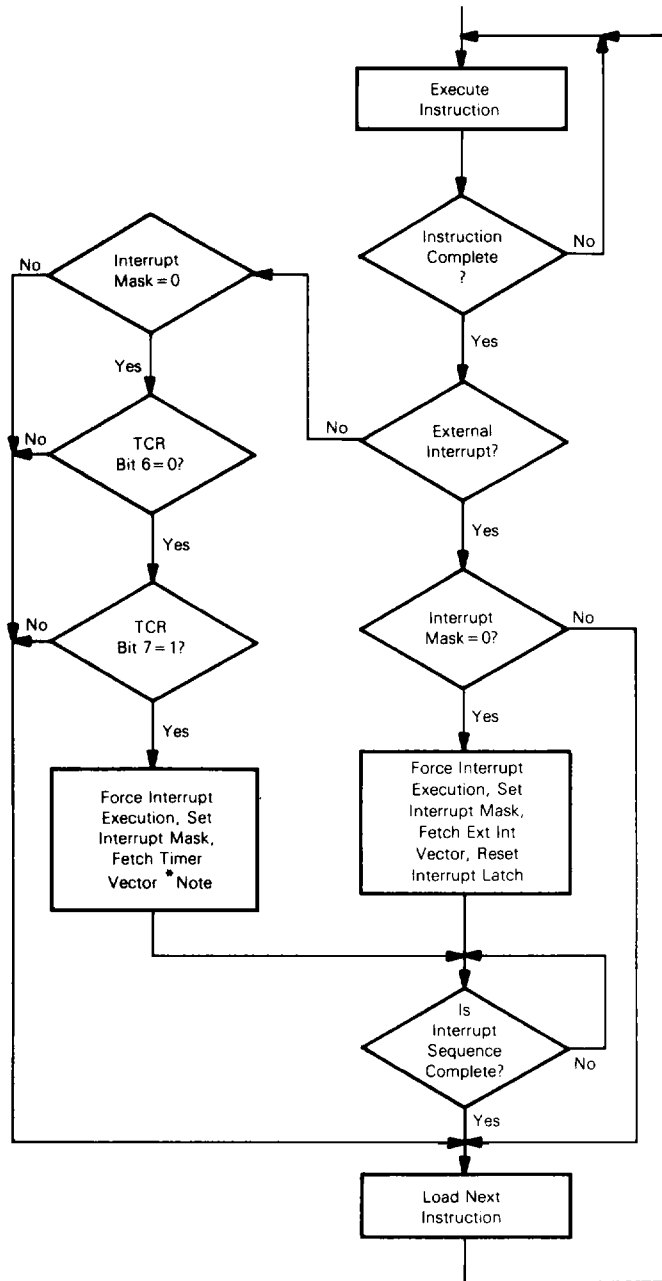 Execute
Instruction
Instruction
Complete
?
No
Yes
Interrupt
Mask = 0
No
Yes
External
Interrupt?
No
Yes
TCR
Bit 6 = 0?
No
Yes
Interrupt
Mask = 0?
No
Yes
TCR
Bit 7 = 1?
No
Yes
Force Interrupt
Execution, Set
Interrupt Mask,
Fetch Ext Int
Vector, Reset
Interrupt Latch
Force Interrupt
Execution, Set
Interrupt Mask,
Fetch Timer
Vector *Note
Is
Interrupt
Sequence
Complete?
No
Yes
Load Next
Instruction